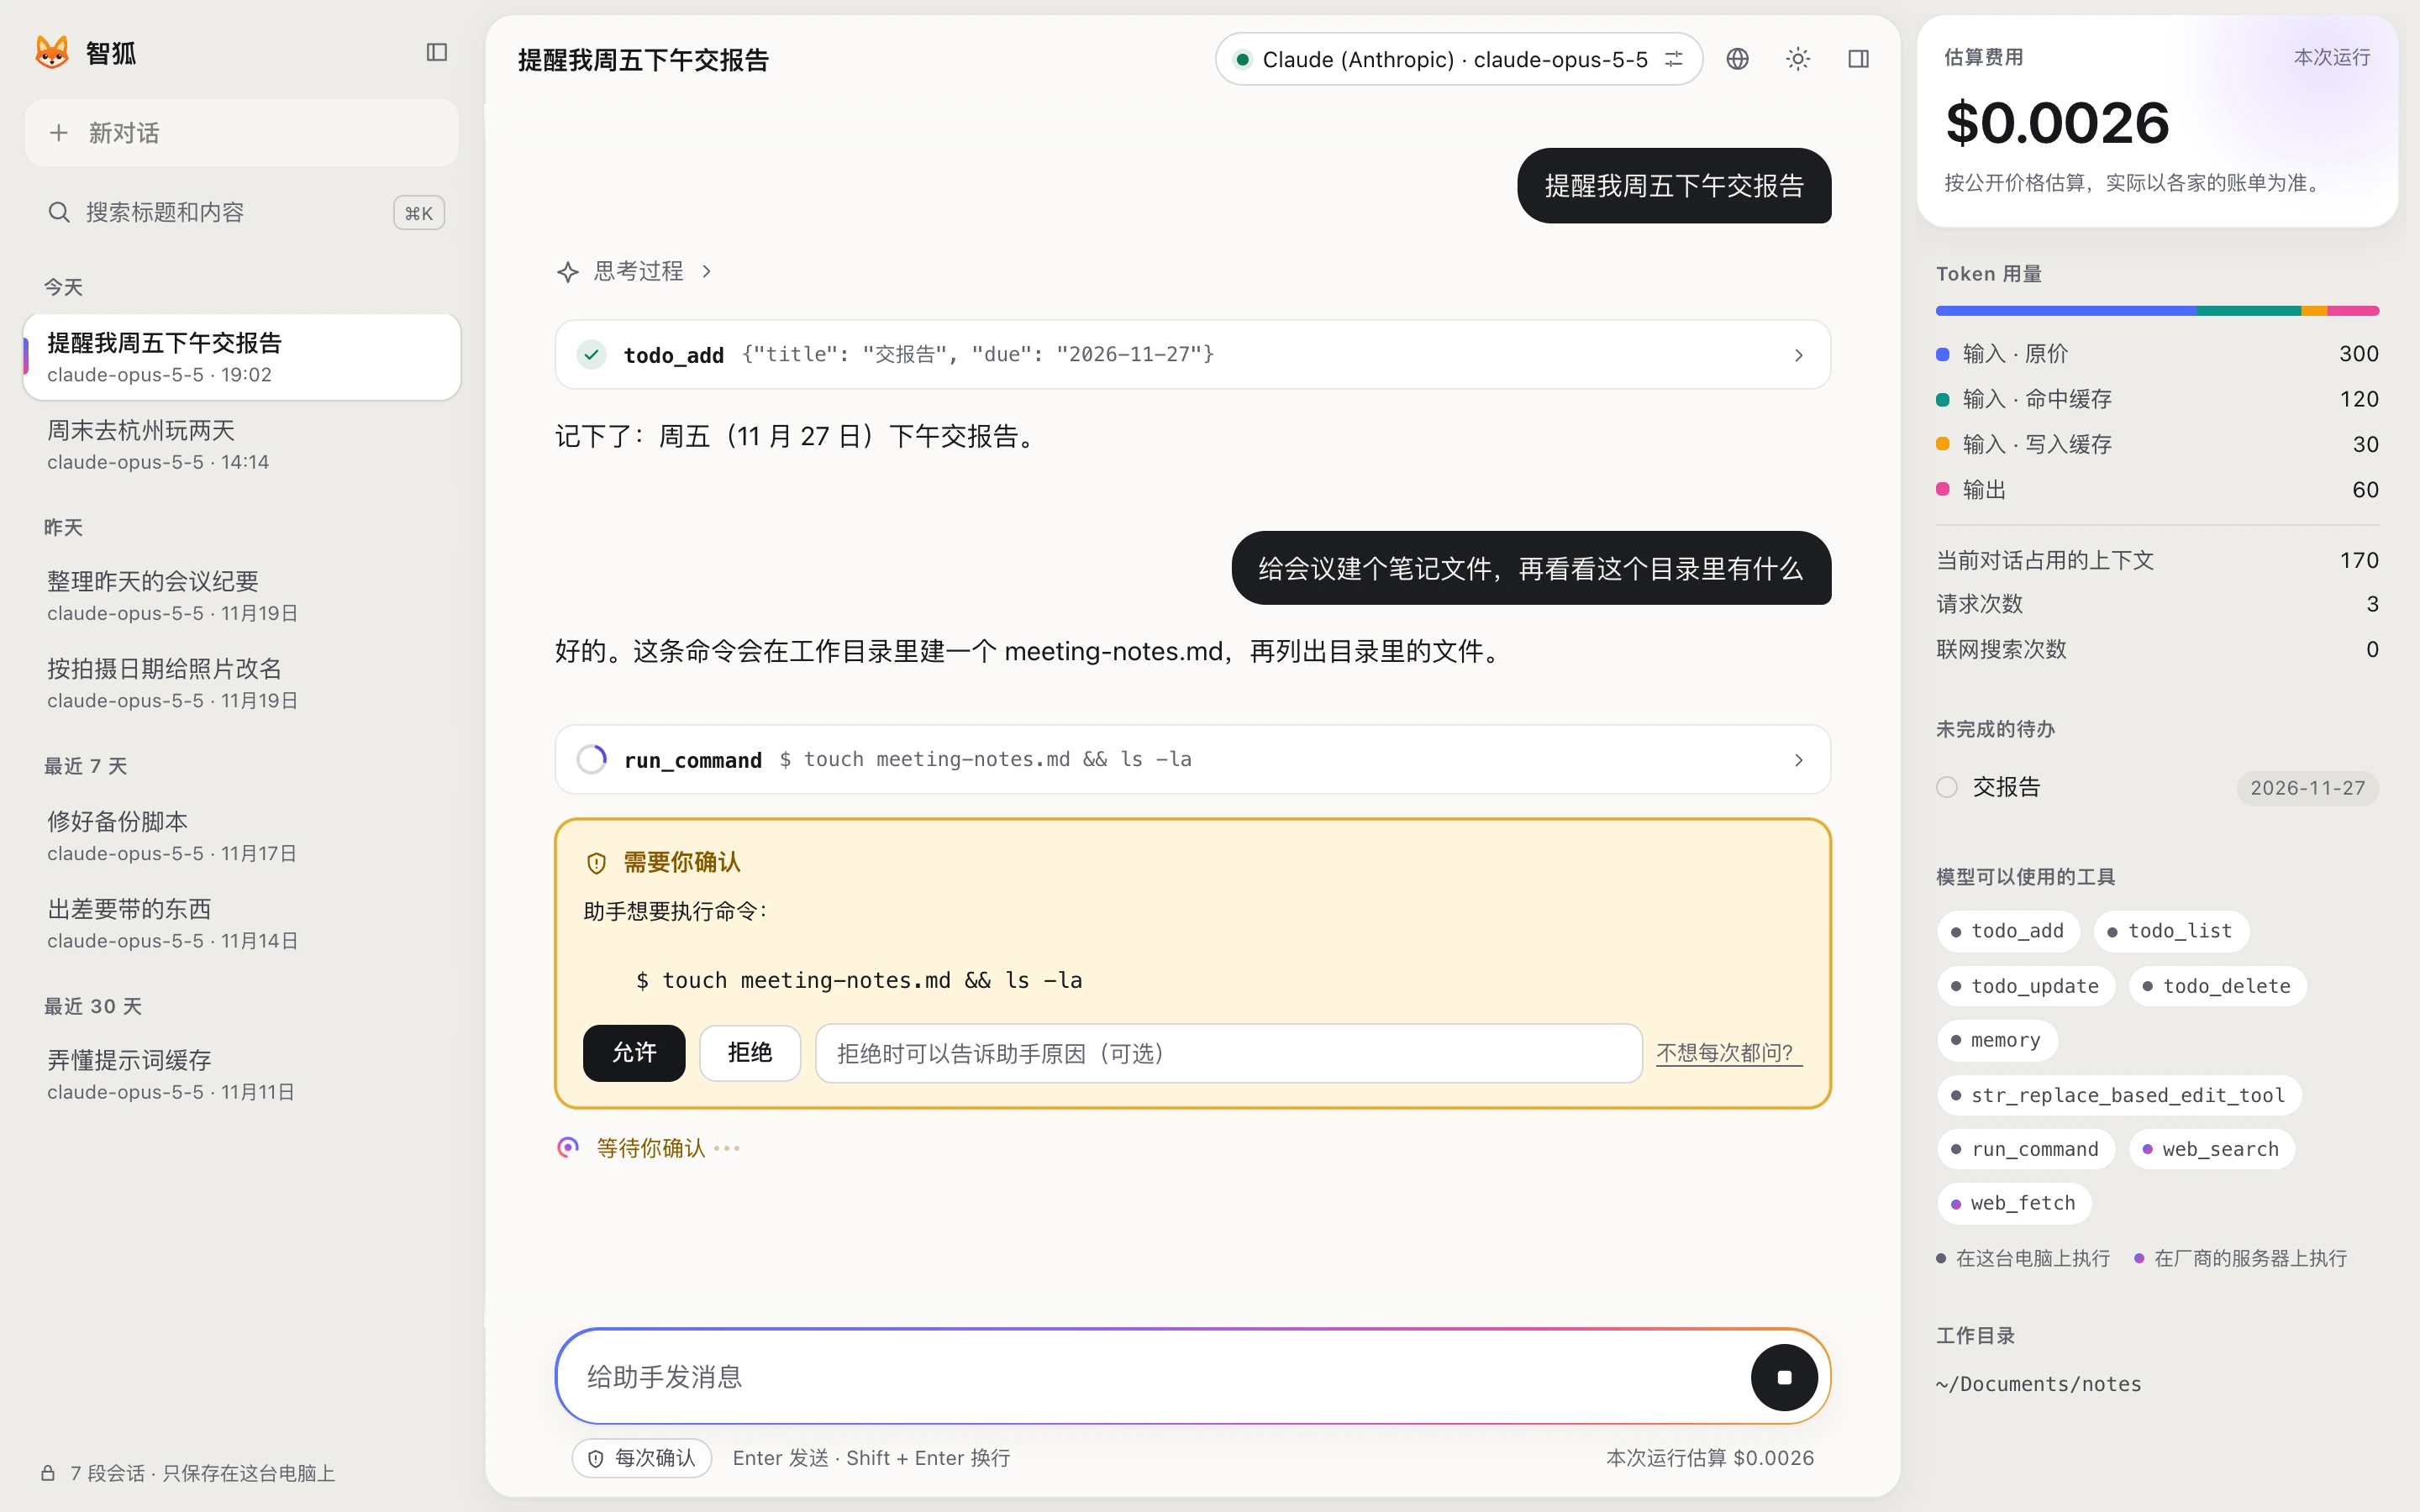 智狐
新对话
搜索标题和内容 ⌘K
今天
提醒我周五下午交报告
claude-opus-5-5 · 19:02
周末去杭州玩两天
claude-opus-5-5 · 14:14
昨天
整理昨天的会议纪要
claude-opus-5-5 · 11月19日
按拍摄日期给照片改名
claude-opus-5-5 · 11月19日
最近 7 天
修好备份脚本
claude-opus-5-5 · 11月17日
出差要带的东西
claude-opus-5-5 · 11月14日
最近 30 天
弄懂提示词缓存
claude-opus-5-5 · 11月11日
7 段会话 · 只保存在这台电脑上
提醒我周五下午交报告
Claude (Anthropic) · claude-opus-5-5
提醒我周五下午交报告
思考过程
todo_add {"title": "交报告", "due": "2026-11-27"}
记下了：周五（11 月 27 日）下午交报告。
给会议建个笔记文件，再看看这个目录里有什么
好的。这条命令会在工作目录里建一个 meeting-notes.md，再列出目录里的文件。
run_command $ touch meeting-notes.md && ls -la
需要你确认
助手想要执行命令：
$ touch meeting-notes.md && ls -la
允许 拒绝 拒绝时可以告诉助手原因（可选） 不想每次都问？
等待你确认
给助手发消息
每次确认 Enter 发送 · Shift + Enter 换行 本次运行估算 $0.0026
估算费用 本次运行
$0.0026
按公开价格估算，实际以各家的账单为准。
Token 用量
输入 · 原价 300
输入 · 命中缓存 120
输入 · 写入缓存 30
输出 60
当前对话占用的上下文 170
请求次数 3
联网搜索次数 0
未完成的待办
交报告 2026-11-27
模型可以使用的工具
todo_add todo_list
todo_update todo_delete
memory
str_replace_based_edit_tool
run_command web_search
web_fetch
在这台电脑上执行 在厂商的服务器上执行
工作目录
~/Documents/notes